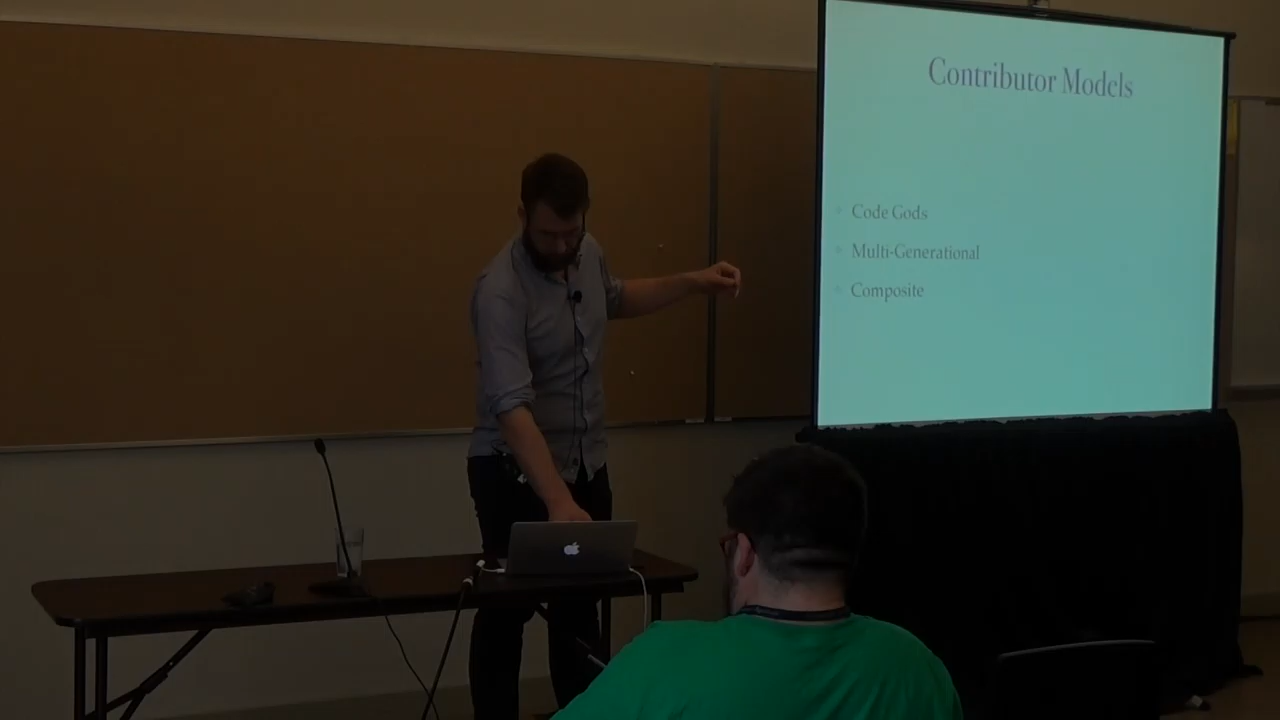 Contributor Models
Code Gods
Multi-Generational
Composite